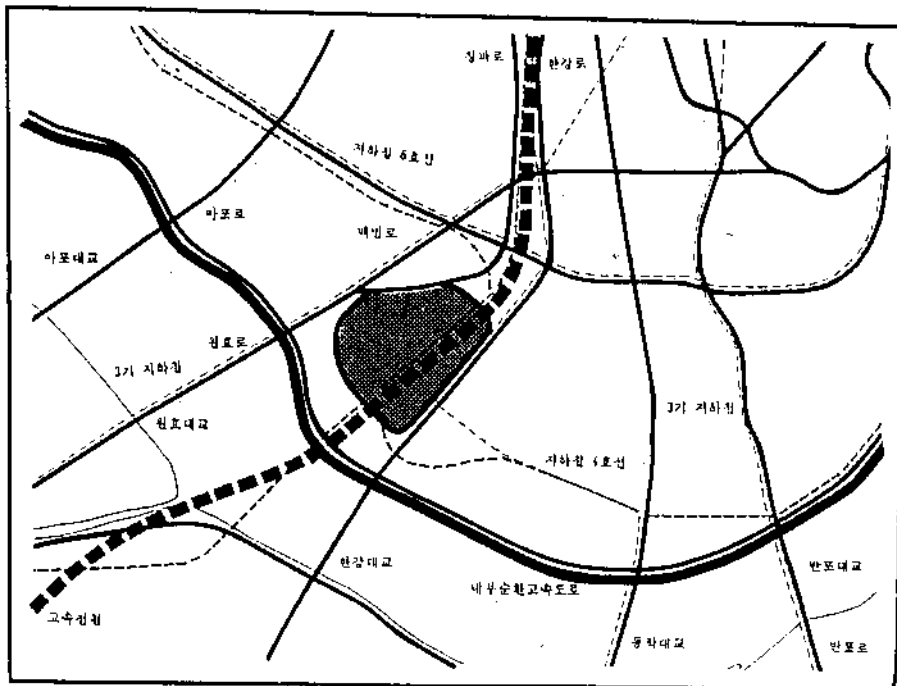 청파로
한강로
지하철 6호선
마포로
백범로
마포대교
원효로
3기 지하철
원효대교
3기 지하철
지하철 4호선
한강대교
내부순환고속도로
반포대교
고속전철
동작대교
반포로